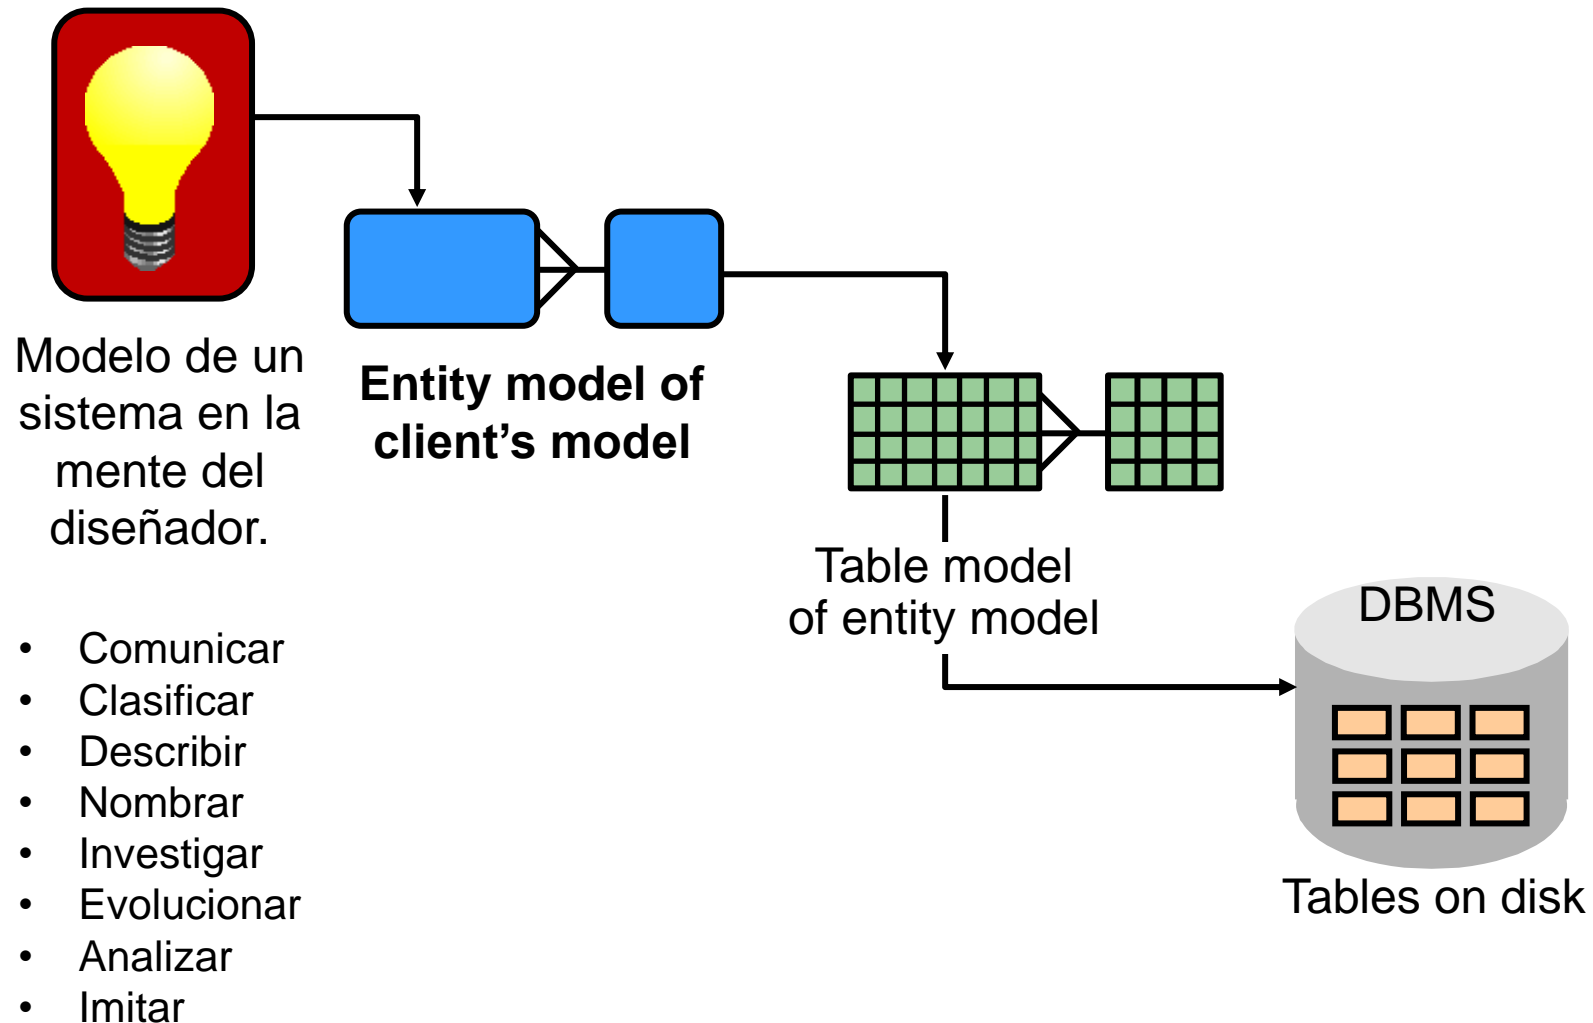 Modelo de un
sistema en la
mente del
diseñador.
Entity model of
client’s model
Table model
of entity model
DBMS
Tables on disk
• Comunicar
• Clasificar
• Describir
• Nombrar
• Investigar
• Evolucionar
• Analizar
• Imitar